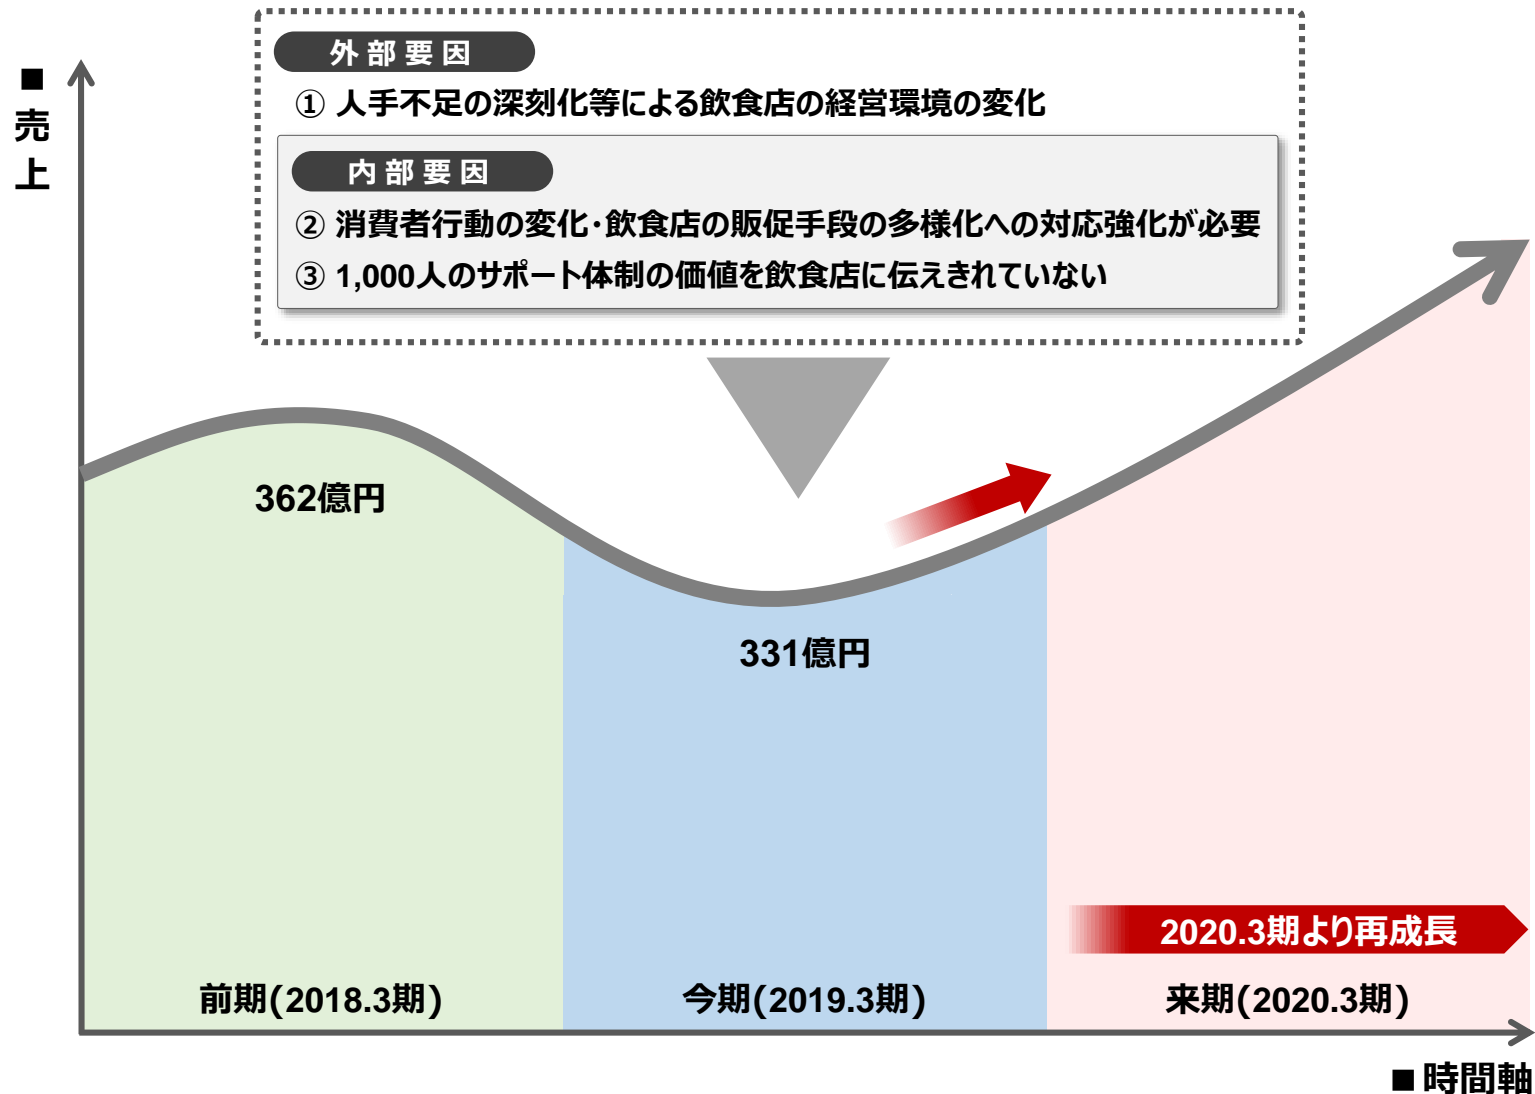 ■売上
外部要因
① 人手不足の深刻化等による飲食店の経営環境の変化
内部要因
② 消費者行動の変化・飲食店の販促手段の多様化への対応強化が必要
③ 1,000人のサポート体制の価値を飲食店に伝えきれていない
362億円
331億円
2020.3期より再成長
前期(2018.3期)
今期(2019.3期)
来期(2020.3期)
■時間軸